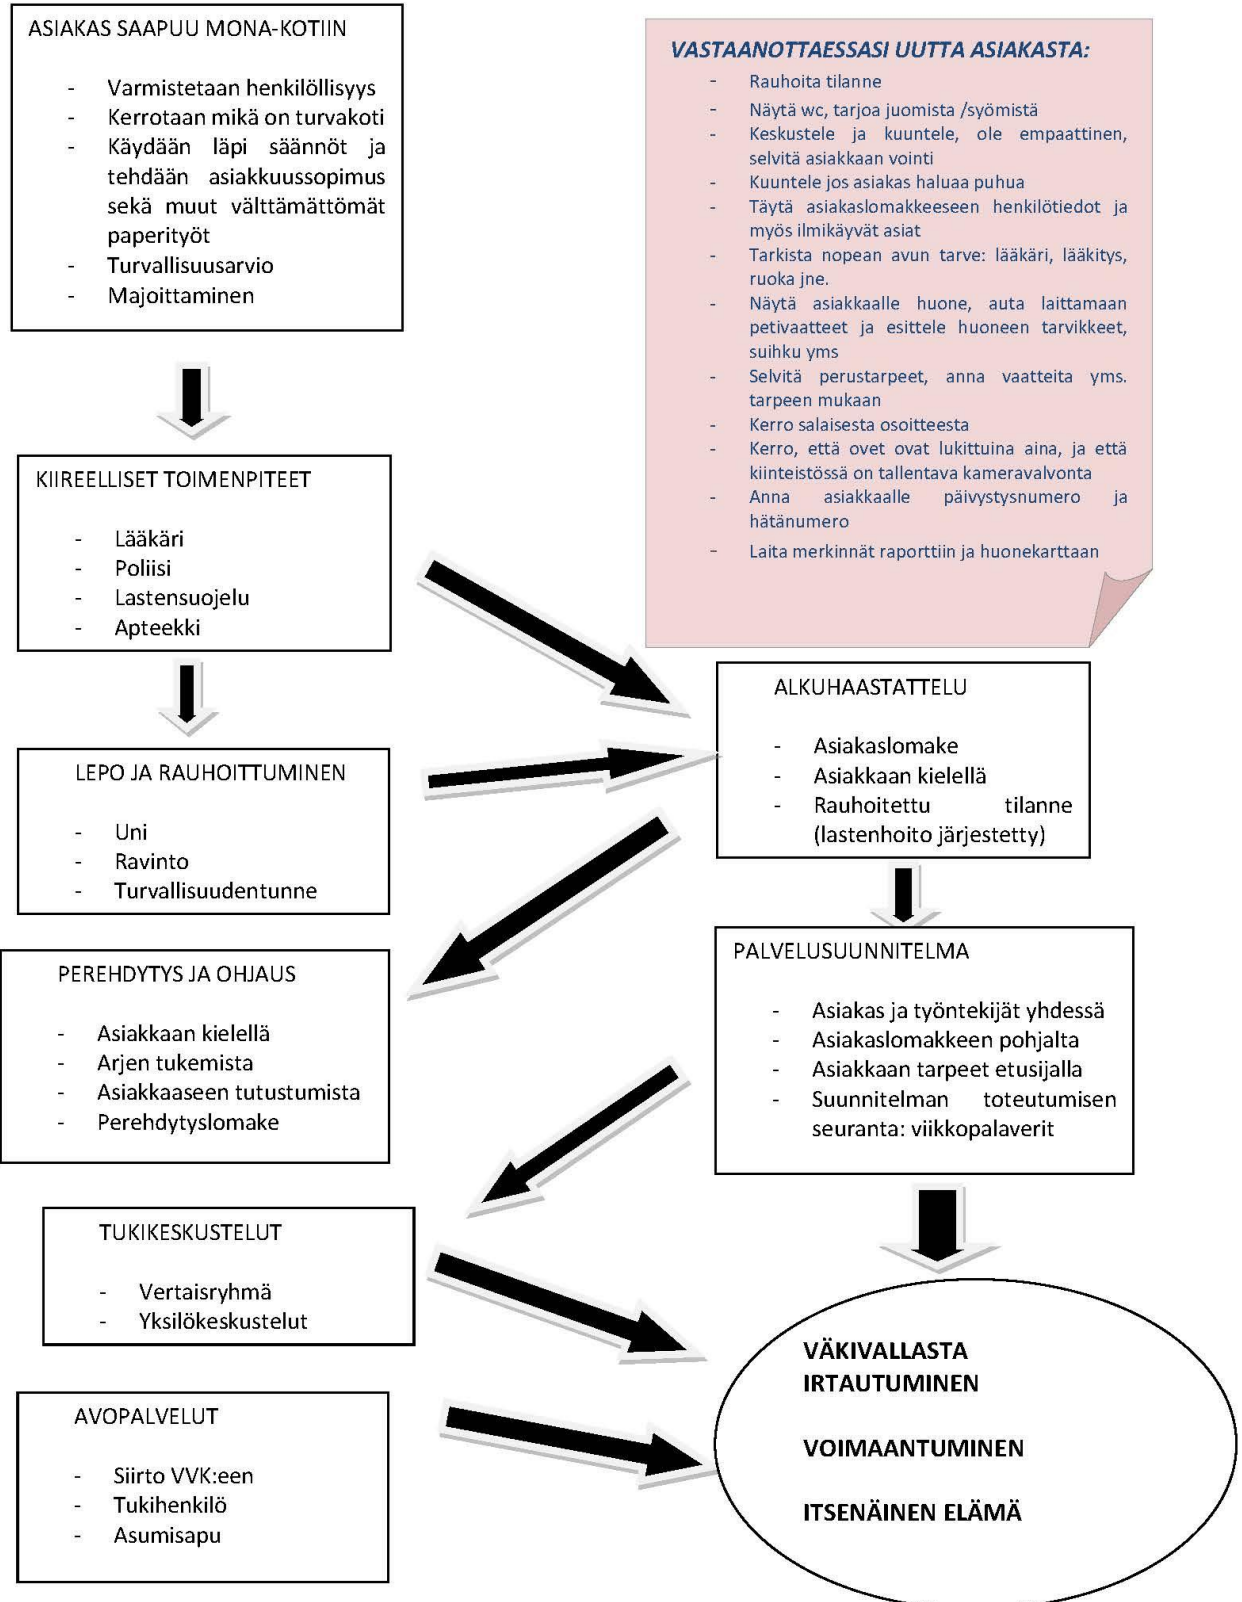 ASIAKAS SAAPUU MONA-KOTIIN
- Varmistetaan henkilöllisyys
- Kerrotaan mikä on turvakoti
- Käydään läpi säännöt ja
tehdään asiakkuussopimus
sekä muut välttämättömät
paperityöt
- Turvallisuusarvio
- Majoittaminen
VASTAANOTTAESSASI UUTTA ASIAKASTA:
- Rauhoita tilanne
- Näytä wc, tarjoa juomista /syömistä
- Keskustele ja kuuntele, ole empaattinen,
selvitä asiakkaan vointi
- Kuuntele jos asiakas haluaa puhua
- Täytä asiakaslomakkeeseen henkilötiedot ja
myös ilmikäyvät asiat
- Tarkista nopean avun tarve: lääkäri, lääkitys,
ruoka jne.
- Näytä asiakkaalle huone, auta laittamaan
petivaatteet ja esittele huoneen tarvikkeet,
suihku yms
- Selvitä perustarpeet, anna vaatteita yms.
tarpeen mukaan
- Kerro salaisesta osoitteesta
- Kerro, että ovet ovat lukittuina aina, ja että
kiinteistössä on tallentava kameravalvonta
- Anna asiakkaalle päivystysnumero ja
hätänumero
- Laita merkinnät raporttiin ja huonekarttaan
KIIREELLISET TOIMENPITEET
- Lääkäri
- Poliisi
- Lastensuojelu
- Apteekki
ALKUHAASTATTELU
- Asiakaslomake
- Asiakkaan kielellä
- Rauhoitettu tilanne
(lastenhoito järjestetty)
LEPO JA RAUHOITTUMINEN
- Uni
- Ravinto
- Turvallisuudentunne
PALVELUSUUNNITELMA
- Asiakas ja työntekijät yhdessä
- Asiakaslomakkeen pohjalta
- Asiakkaan tarpeet etusijalla
- Suunnitelman toteutumisen
seuranta: viikkopalaverit
PEREHDYTYS JA OHJAUS
- Asiakkaan kielellä
- Arjen tukemista
- Asiakkaaseen tutustumista
- Perehdytyslomake
TUKIKESKUSTELUT
- Vertaisryhmä
- Yksilökeskustelut
AVOPALVELUT
- Siirto VVK:een
- Tukihenkilö
- Asumisapu
VÄKIVALLASTA
IRTAUTUMINEN
VOIMAANTUMINEN
ITSENÄINEN ELÄMÄ